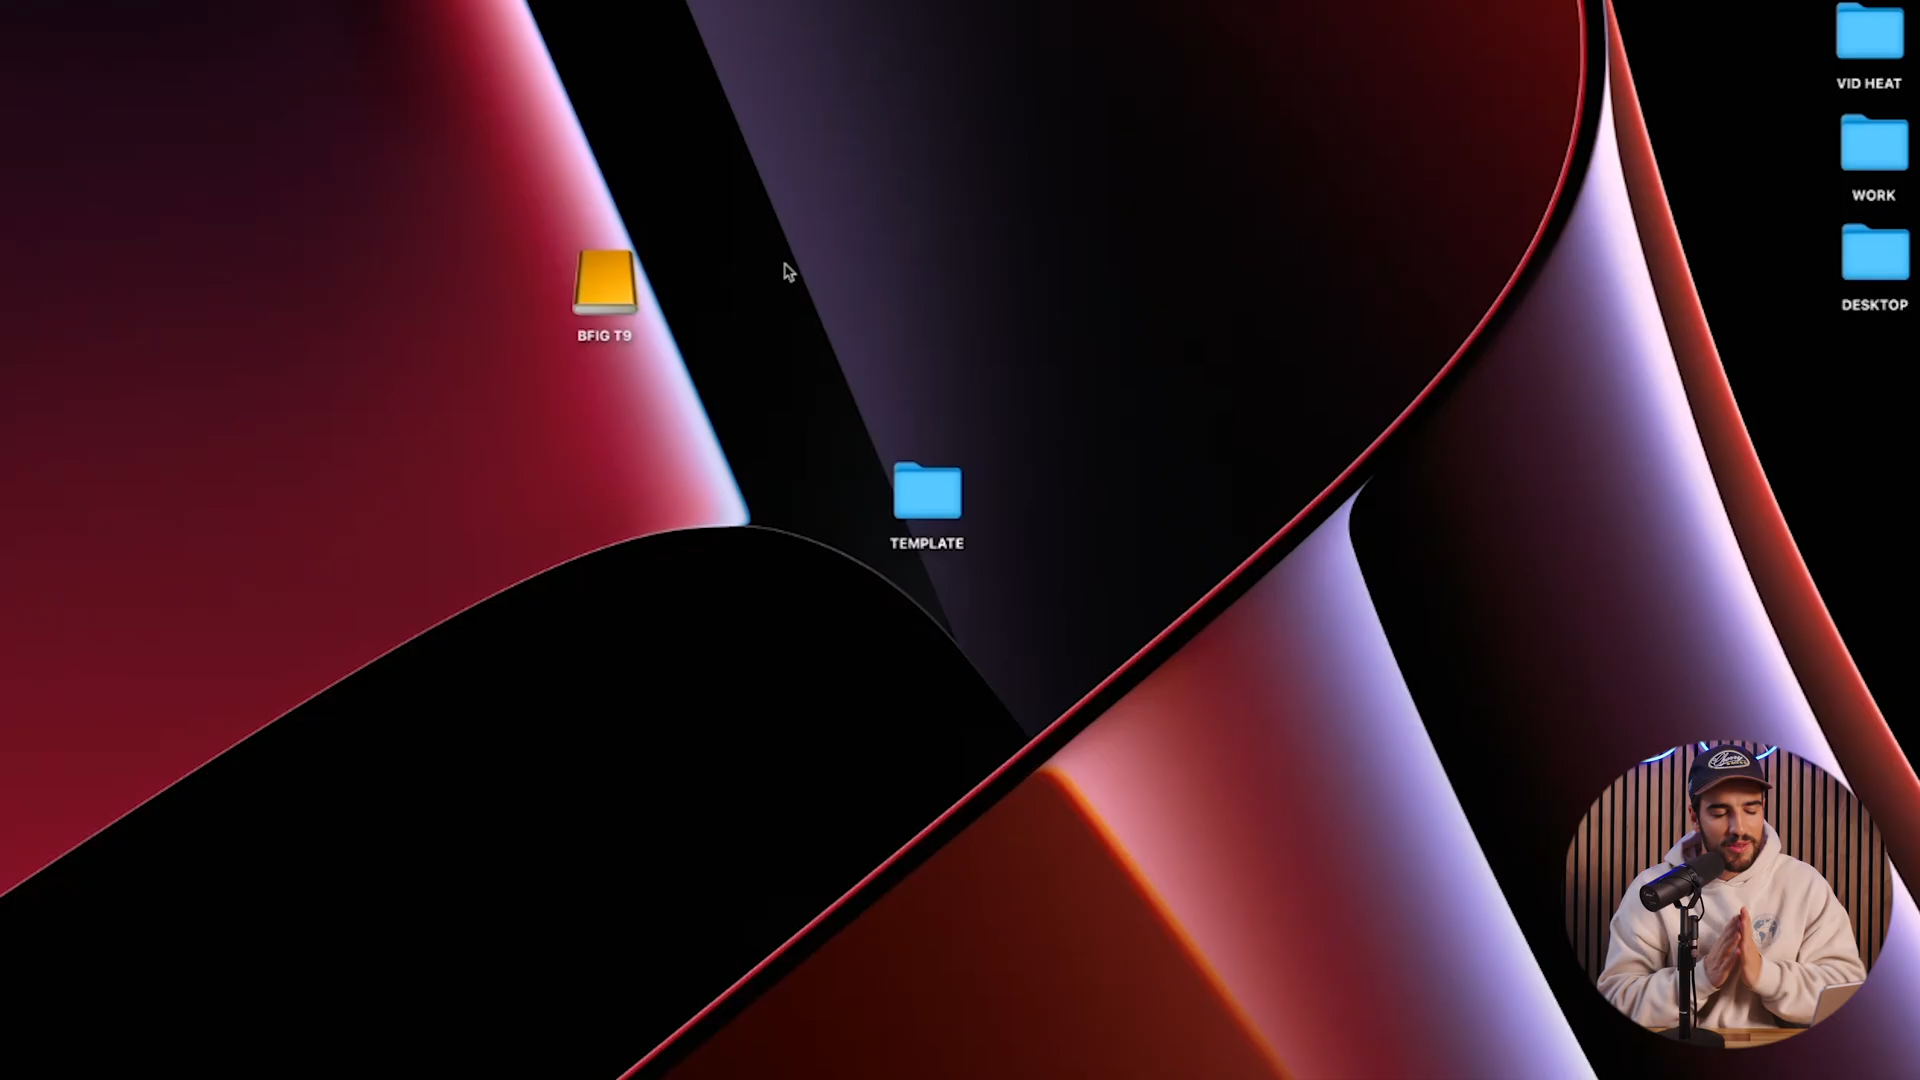 VID HEAT
WORK
DESKTOP
BFIG T9
TEMPLATE